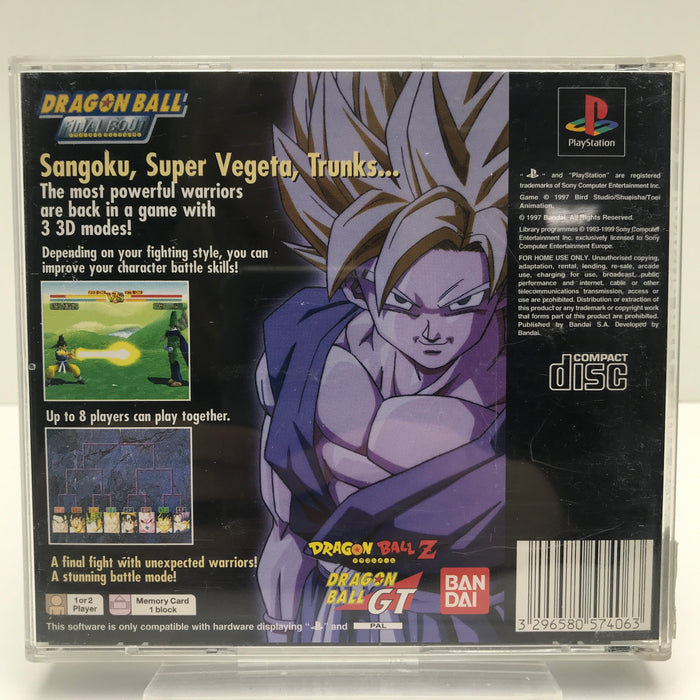 DRAGON BALL
FINAL BOUT
Sangoku, Super Vegeta, Trunks...
The most powerful warriors
are back in a game with
3 3D modes!
Depending on your fighting style, you can
improve your character battle skills!
Up to 8 players can play together.
A final fight with unexpected warriors!
A stunning battle mode!
1 or 2
Player
Memory Card
1 block
This software is only compatible with hardware displaying " " and PAL
DRAGON BALL Z
DRAGON
BALL GT
BAN
DAI
PlayStation
" " and "PlayStation" are registered
trademarks of Sony Computer Entertainment Inc.
Game © 1997 Bird Studio/Shueisha/Toei
Animation.
© 1997 Bandai. All Rights Reserved.
Library programmes © 1993-1999 Sony Computer
Entertainment Inc. exclusively licensed to Sony
Computer Entertainment Europe.
FOR HOME USE ONLY. Unauthorised copying,
adaptation, rental, lending, re-sale, arcade
use, charging for use, broadcast, public
performance and internet, cable or other
telecommunications transmission, access or
use are prohibited. Distribution or extraction of
this product or any trademark or copyright work
that forms part of this product are prohibited.
Published by Bandai S.A. Developed by
Bandai.
COMPACT
disc
3 296580 574063